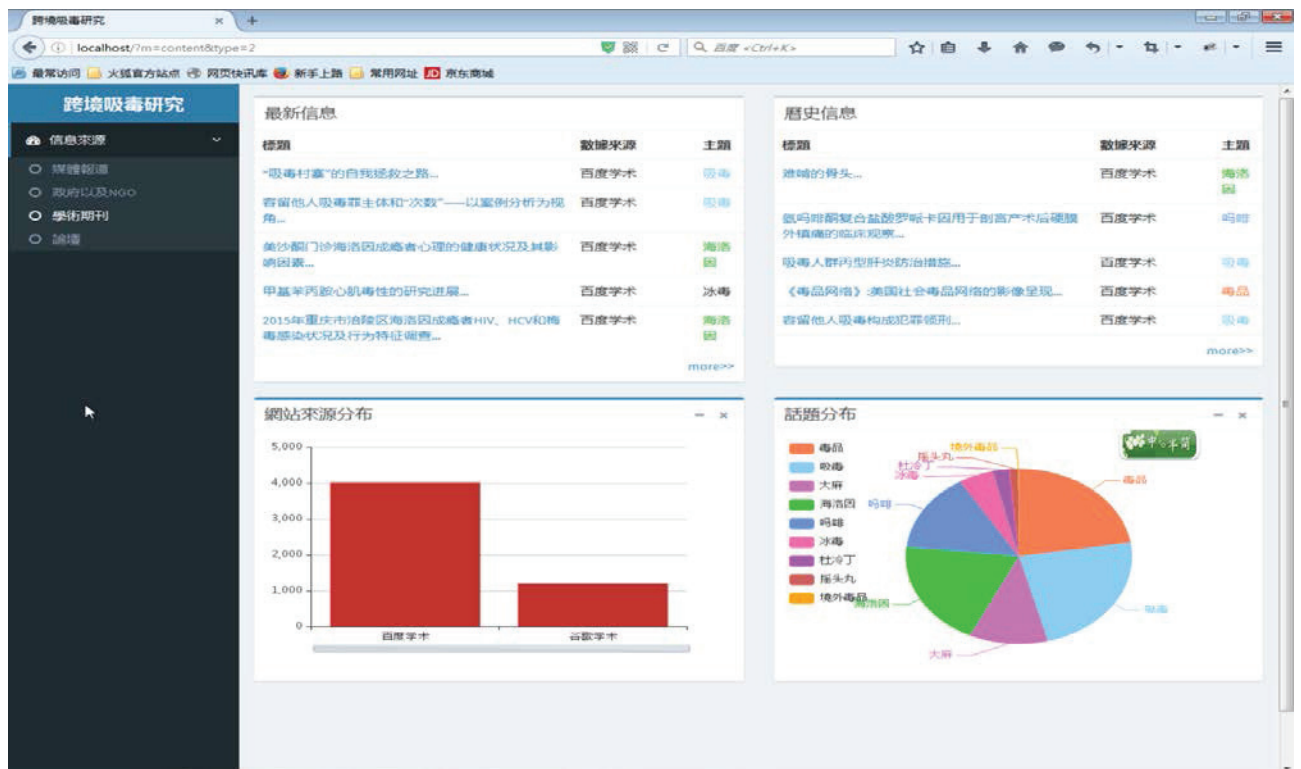 跨境吸毒研究
localhost/?m=content&type=2
百度 <Ctrl+K>
最常访问 火狐官方站点 网页快讯库 新手上路 常用网址 JD 京东商城
跨境吸毒研究
信息來源
媒體報道
政府以及NGO
學術期刊
論壇
最新信息
標題 數據來源 主題
“吸毒村寨”的自我拯救之路... 百度学术 吸毒
容留他人吸毒罪主体和“次数”——以案例分析为视
角... 百度学术 吸毒
美沙酮门诊海洛因成瘾者心理的健康状况及其影
响因素... 百度学术 海洛
因
甲基苯丙胺心肌毒性的研究进展... 百度学术 冰毒
2015年重庆市涪陵区海洛因成瘾者HIV、HCV和梅
毒感染状况及行为特征调查... 百度学术 海洛
因
more>>
曆史信息
標題 數據來源 主題
难啃的骨头... 百度学术 海洛
因
氢吗啡酮复合盐酸罗哌卡因用于剖宫产术后硬膜
外镇痛的临床观察... 百度学术 吗啡
吸毒人群丙型肝炎防治措施... 百度学术 吸毒
《毒品网络》:美国社会毒品网络的影像呈现... 百度学术 毒品
容留他人吸毒构成犯罪领刑... 百度学术 吸毒
more>>
網站來源分布
5,000
4,000
3,000
2,000
1,000
0
百度学术 谷歌学术
話題分布
毒品
吸毒
大麻
海洛因
吗啡
冰毒
杜冷丁
摇头丸
境外毒品
境外毒品
摇头丸
杜冷丁
冰毒
吗啡
海洛因
大麻
吸毒
毒品